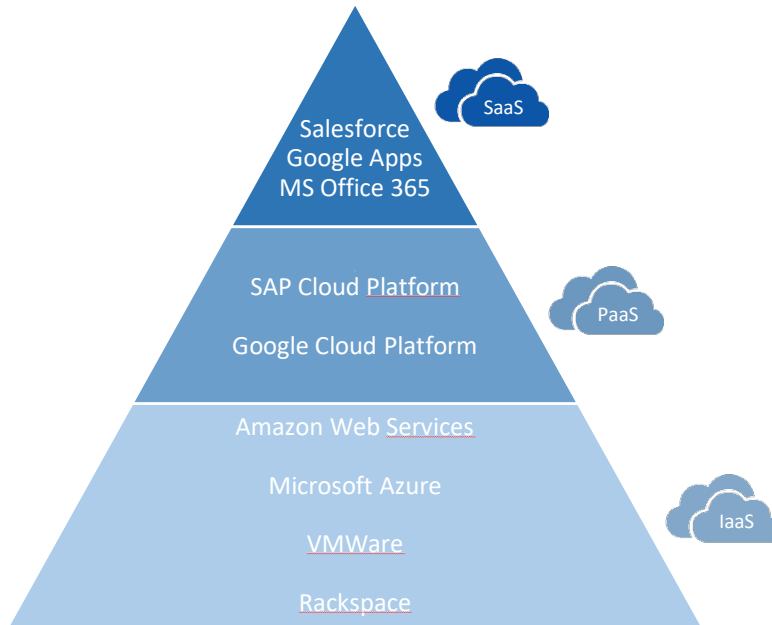 SaaS
Salesforce
Google Apps
MS Office 365
SAP Cloud Platform
PaaS
Google Cloud Platform
Amazon Web Services
Microsoft Azure
IaaS
VMWare
Rackspace